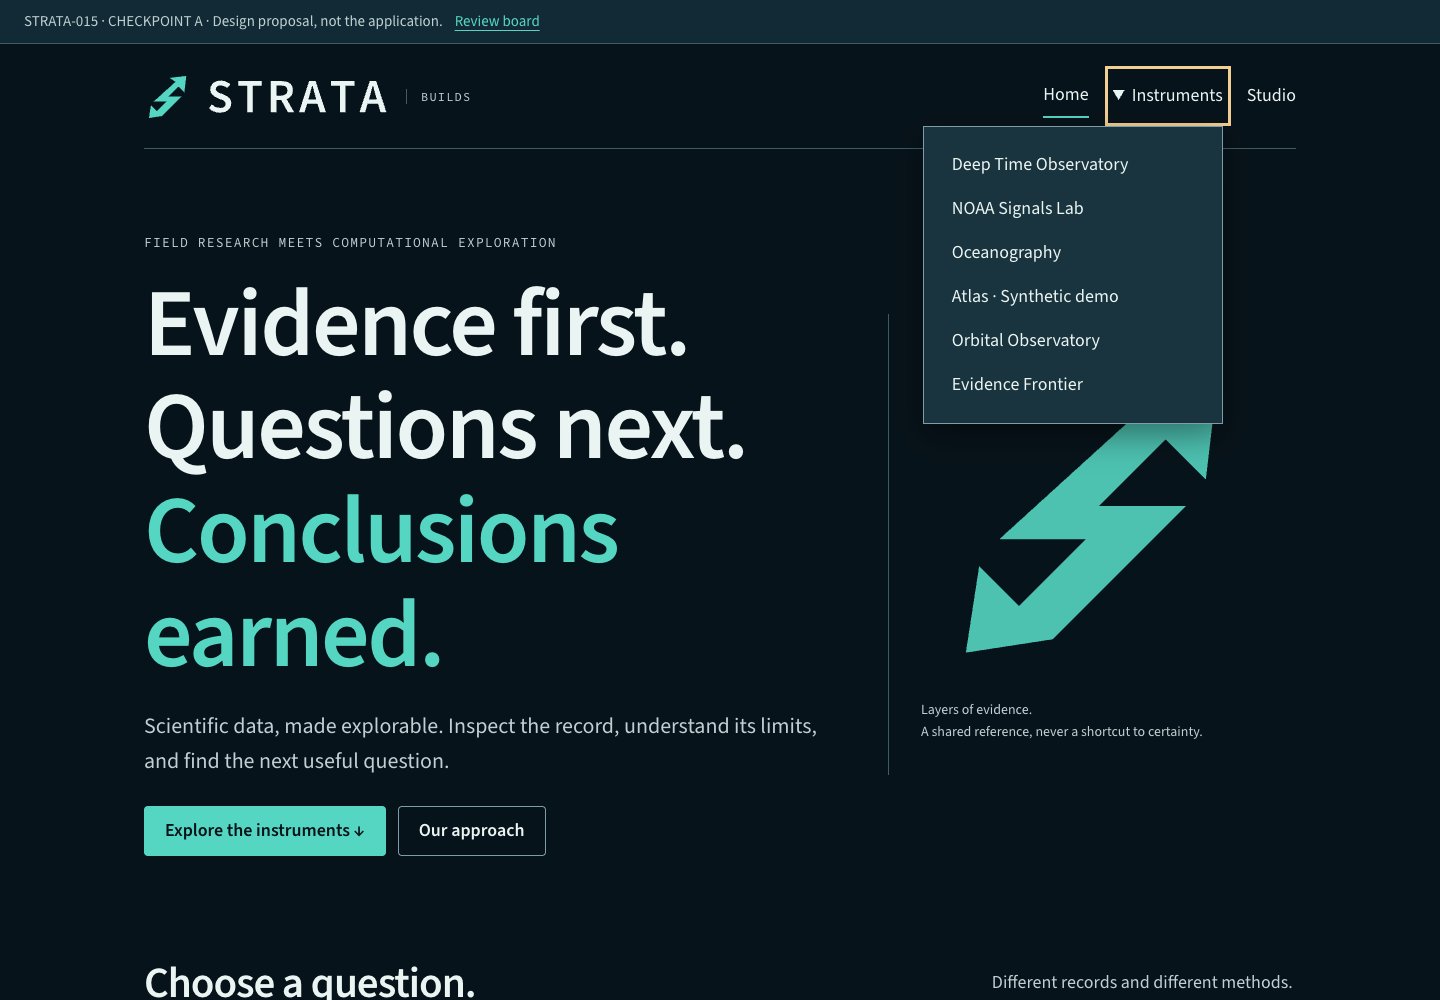 STRATA-015 · CHECKPOINT A · Design proposal, not the application. Review board
STRATA BUILDS
Home ▼ Instruments Studio
Deep Time Observatory
NOAA Signals Lab
Oceanography
Atlas · Synthetic demo
Orbital Observatory
Evidence Frontier
FIELD RESEARCH MEETS COMPUTATIONAL EXPLORATION
Evidence first.
Questions next.
Conclusions
earned.
Scientific data, made explorable. Inspect the record, understand its limits,
and find the next useful question.
Explore the instruments ↓ Our approach
Layers of evidence.
A shared reference, never a shortcut to certainty.
Choose a question.
Different records and different methods.